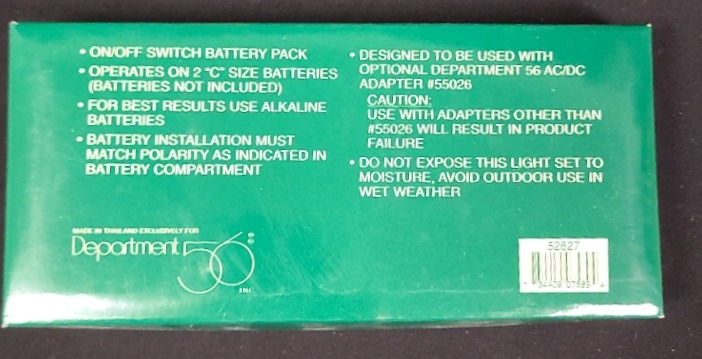 • ON/OFF SWITCH BATTERY PACK
• OPERATES ON 2 "C" SIZE BATTERIES
(BATTERIES NOT INCLUDED)
• FOR BEST RESULTS USE ALKALINE
BATTERIES
• BATTERY INSTALLATION MUST
MATCH POLARITY AS INDICATED IN
BATTERY COMPARTMENT
• DESIGNED TO BE USED WITH
OPTIONAL DEPARTMENT 56 AC/DC
ADAPTER #55026
CAUTION:
USE WITH ADAPTERS OTHER THAN
#55026 WILL RESULT IN PRODUCT
FAILURE
• DO NOT EXPOSE THIS LIGHT SET TO
MOISTURE, AVOID OUTDOOR USE IN
WET WEATHER
MADE IN THAILAND EXCLUSIVELY FOR
Department 56
INC
52627